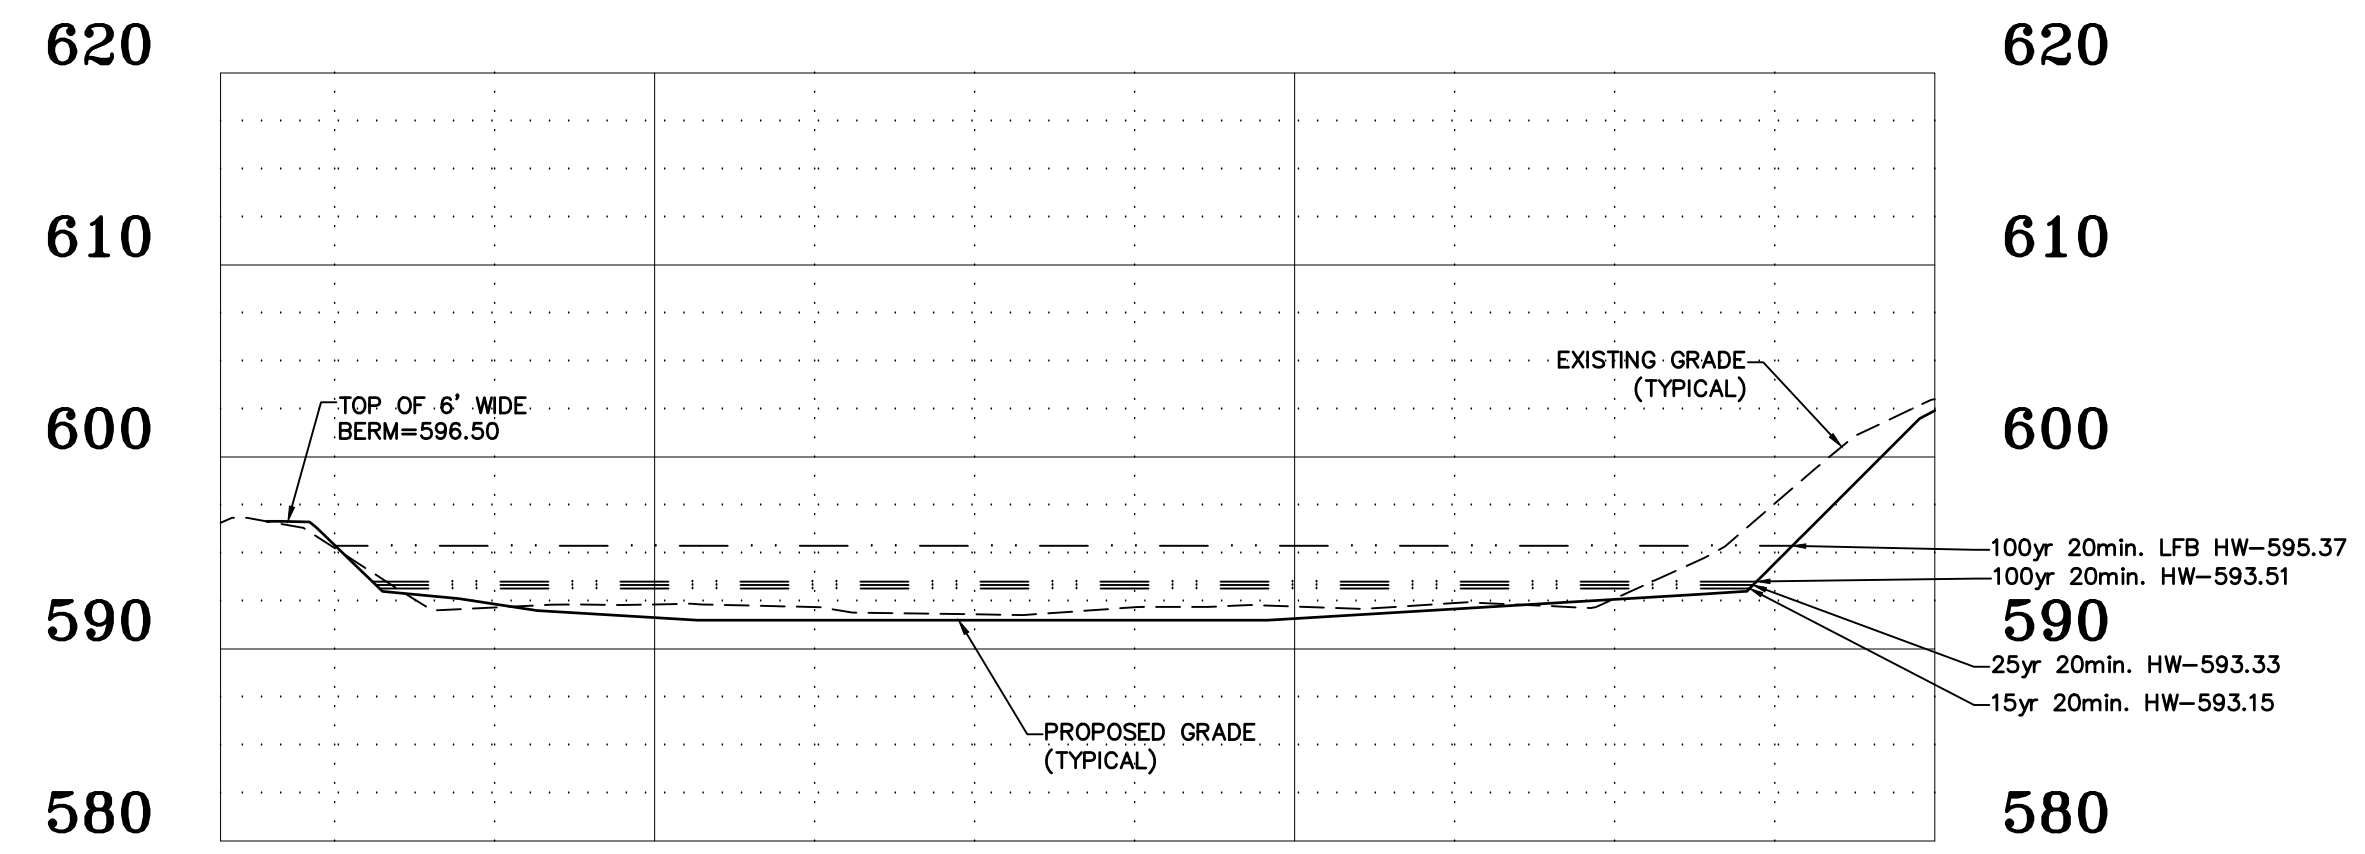 620 620
610 610
EXISTING GRADE
(TYPICAL)
TOP OF 6' WIDE
BERM=596.50
600 600
100yr 20min. LFB HW-595.37
100yr 20min. HW-593.51
590 590
25yr 20min. HW-593.33
15yr 20min. HW-593.15
PROPOSED GRADE
(TYPICAL)
580 580